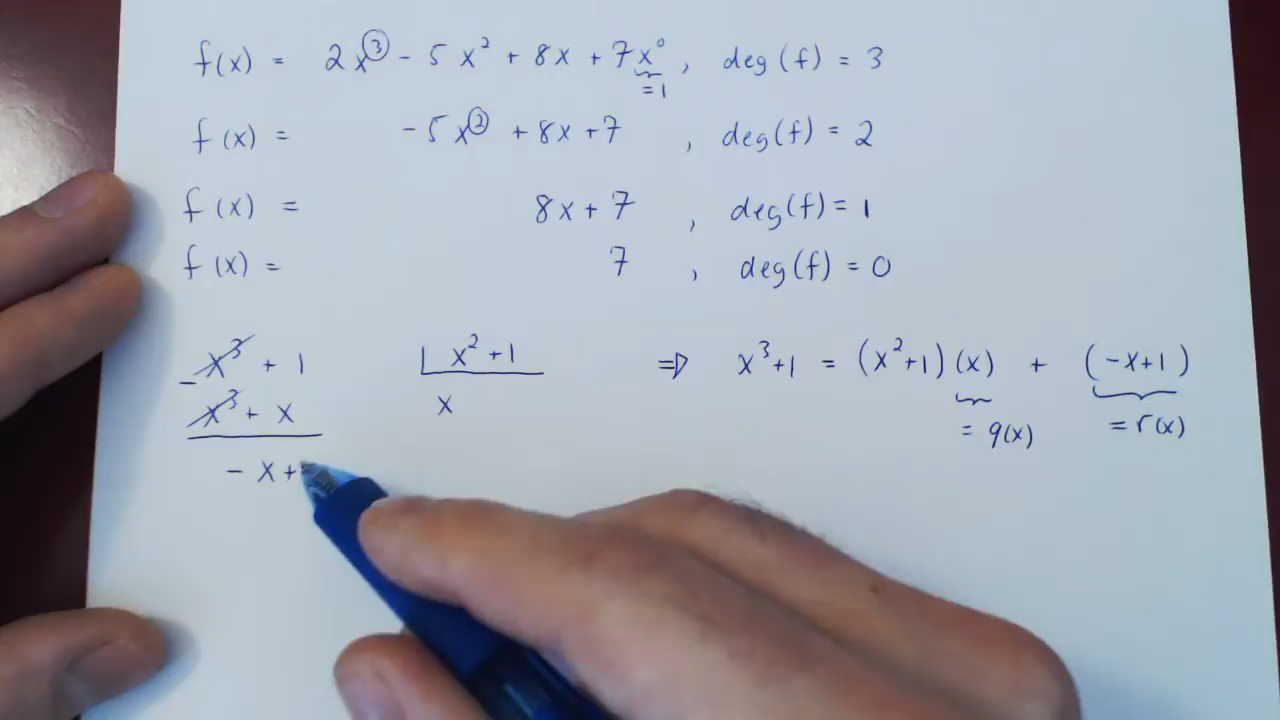 f(x) = 2x³ - 5x² + 8x + 7x⁰, deg(f) = 3
=1
f(x) = -5x² + 8x + 7, deg(f) = 2
f(x) = 8x + 7, deg(f) = 1
f(x) = 7, deg(f) = 0
x³ + 1 | x² + 1 ⇒ x³+1 = (x²+1)(x) + (-x+1)
- x³ + x x = q(x) = r(x)
- x +